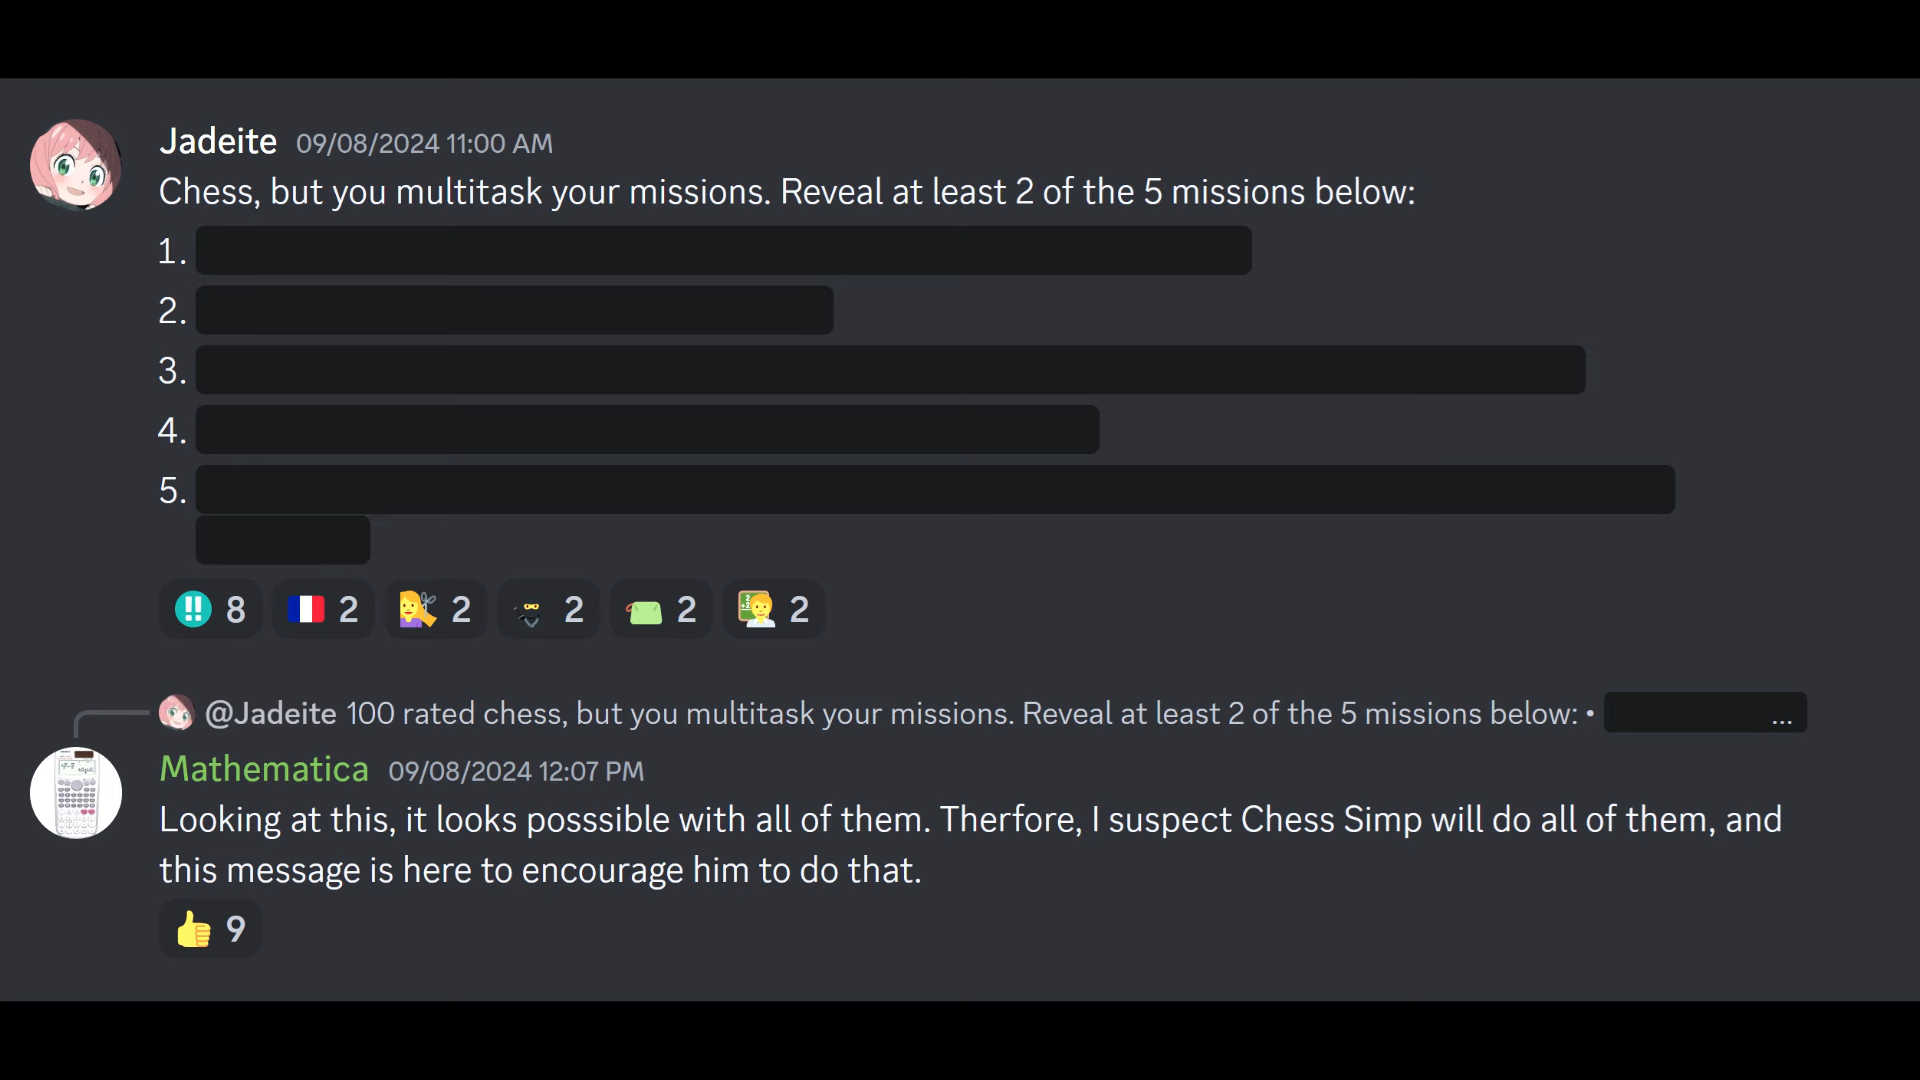 Jadeite 09/08/2024 11:00 AM
Chess, but you multitask your missions. Reveal at least 2 of the 5 missions below:
1.
2.
3.
4.
5.
8 2 2 2 2 2
@Jadeite 100 rated chess, but you multitask your missions. Reveal at least 2 of the 5 missions below: • ...
Mathematica 09/08/2024 12:07 PM
Looking at this, it looks posssible with all of them. Therfore, I suspect Chess Simp will do all of them, and
this message is here to encourage him to do that.
9